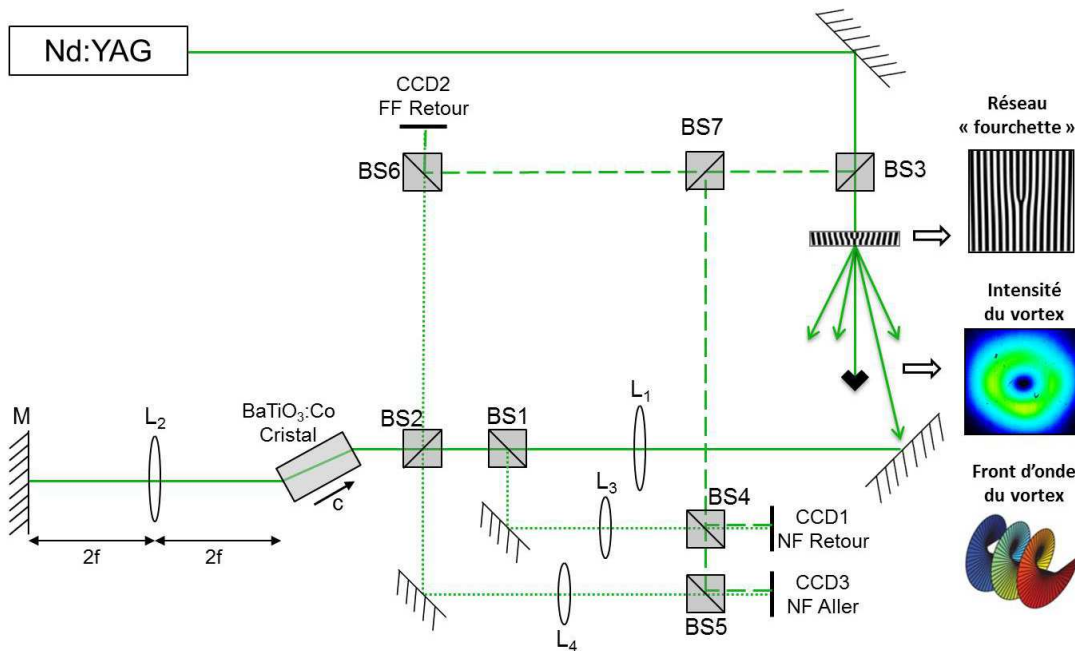 Nd:YAG
CCD2
FF Retour
BS6
BS7
BS3
Réseau
« fourchette »
Intensité
du vortex
M
L2
BaTiO3:Co
Cristal
c
BS2
BS1
L1
2f
2f
L3
BS4
CCD1
NF Retour
L4
BS5
CCD3
NF Aller
Front d'onde
du vortex